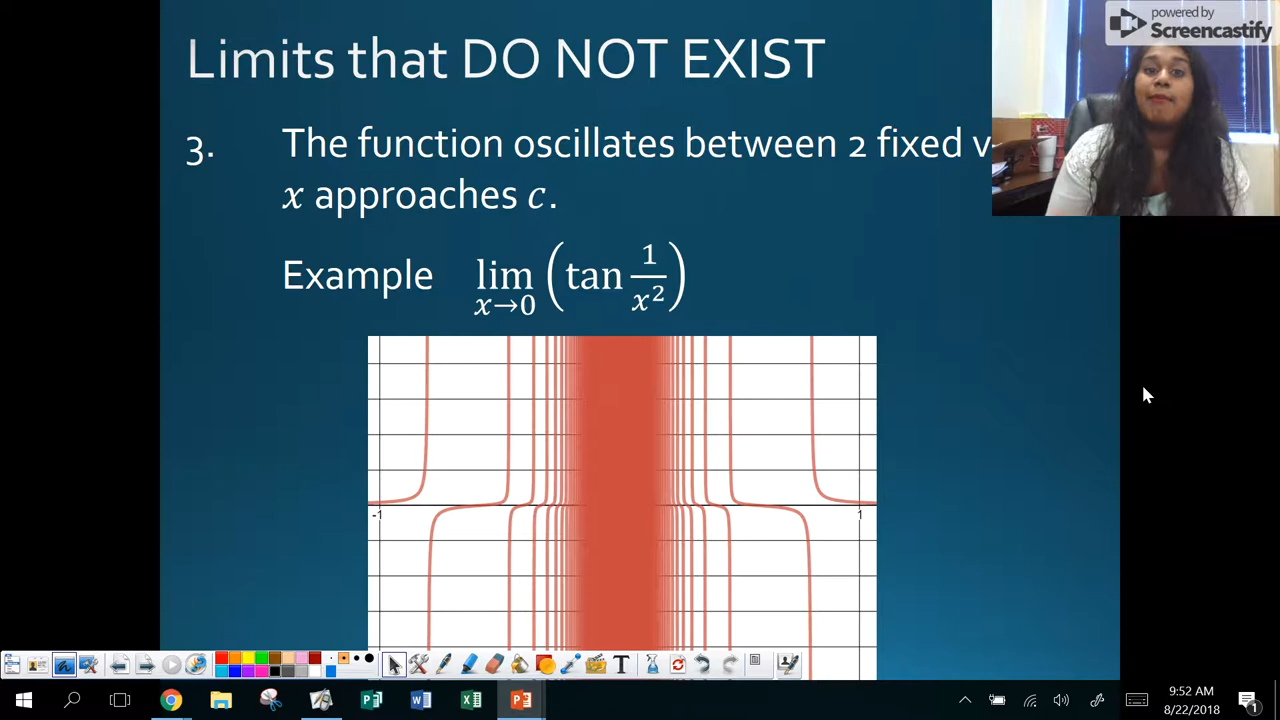 Limits that DO NOT EXIST
powered by
Screencastify
3. The function oscillates between 2 fixed
x approaches c.
Example lim x→0 (tan 1/x²)
-1 1
T
9:52 AM
8/22/2018
1